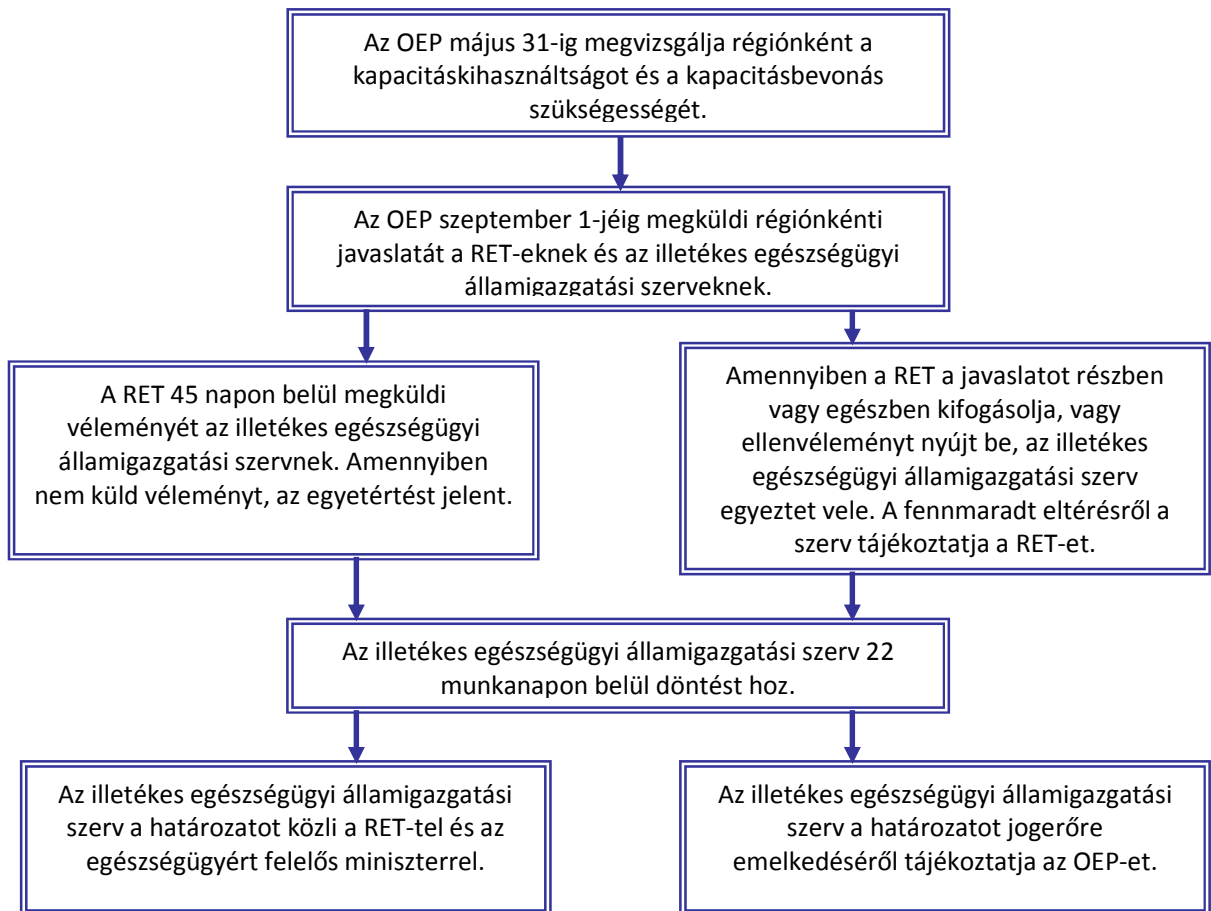 Az OEP május 31-ig megvizsgálja régiónként a
kapacitáskihasználtságot és a kapacitásbevonás
szükségességét.
Az OEP szeptember 1-jéig megküldi régiónkénti
javaslatát a RET-eknek és az illetékes egészségügyi
államigazgatási szerveknek.
A RET 45 napon belül megküldi
véleményét az illetékes egészségügyi
államigazgatási szervnek. Amennyiben
nem küld véleményt, az egyetértést jelent.
Amennyiben a RET a javaslatot részben
vagy egészben kifogásolja, vagy
ellenvéleményt nyújt be, az illetékes
egészségügyi államigazgatási szerv
egyeztet vele. A fennmaradt eltérésről a
szerv tájékoztatja a RET-et.
Az illetékes egészségügyi államigazgatási szerv 22
munkanapon belül döntést hoz.
Az illetékes egészségügyi államigazgatási
szerv a határozatot közli a RET-tel és az
egészségügyért felelős miniszterrel.
Az illetékes egészségügyi államigazgatási
szerv a határozatot jogerőre
emelkedéséről tájékoztatja az OEP-et.